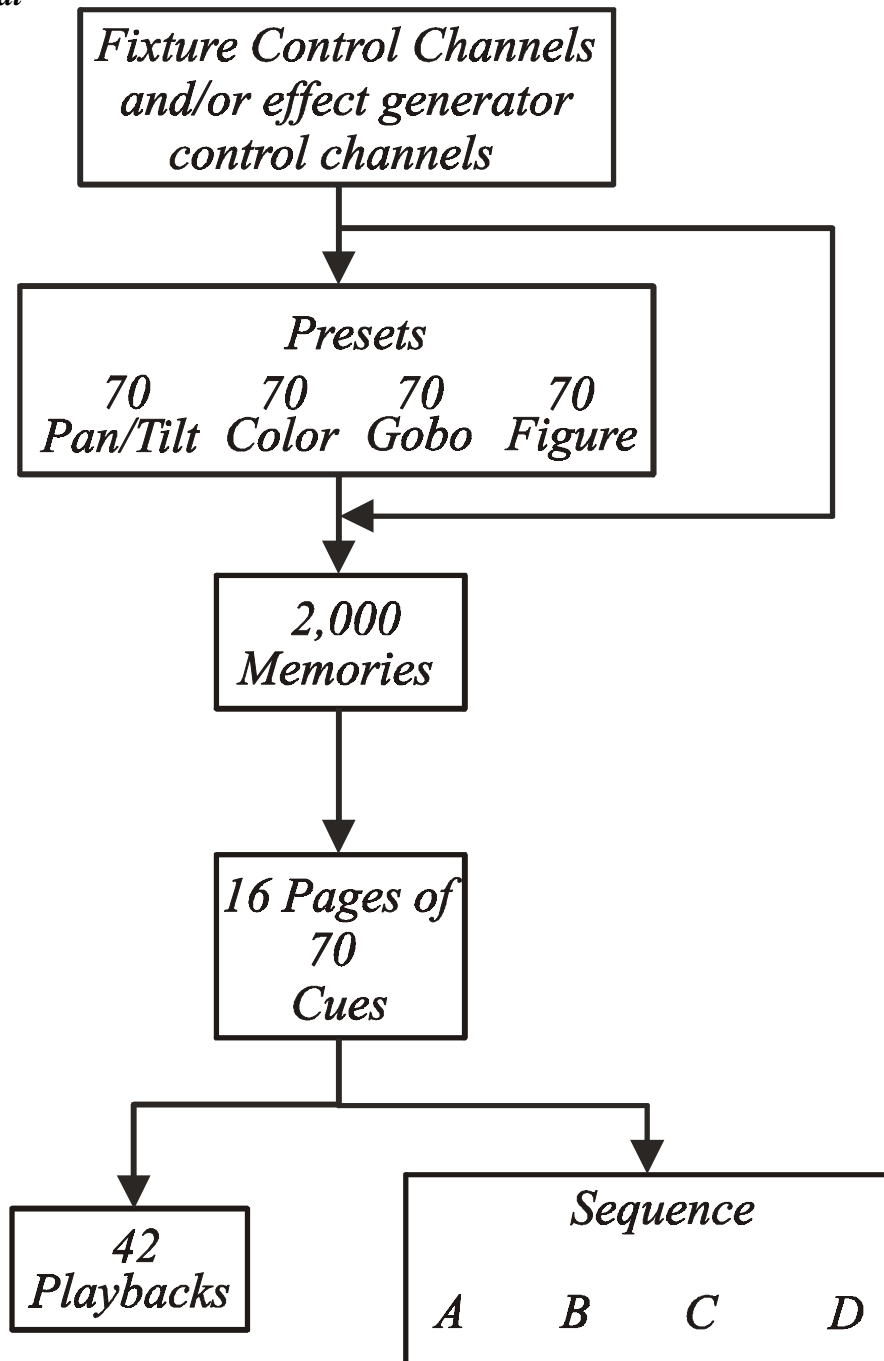 Fixture Control Channels
and/or effect generator
control channels
Presets
70 70 70 70
Pan/Tilt Color Gobo Figure
2,000
Memories
16 Pages of
70
Cues
42
Playbacks
Sequence
A B C D